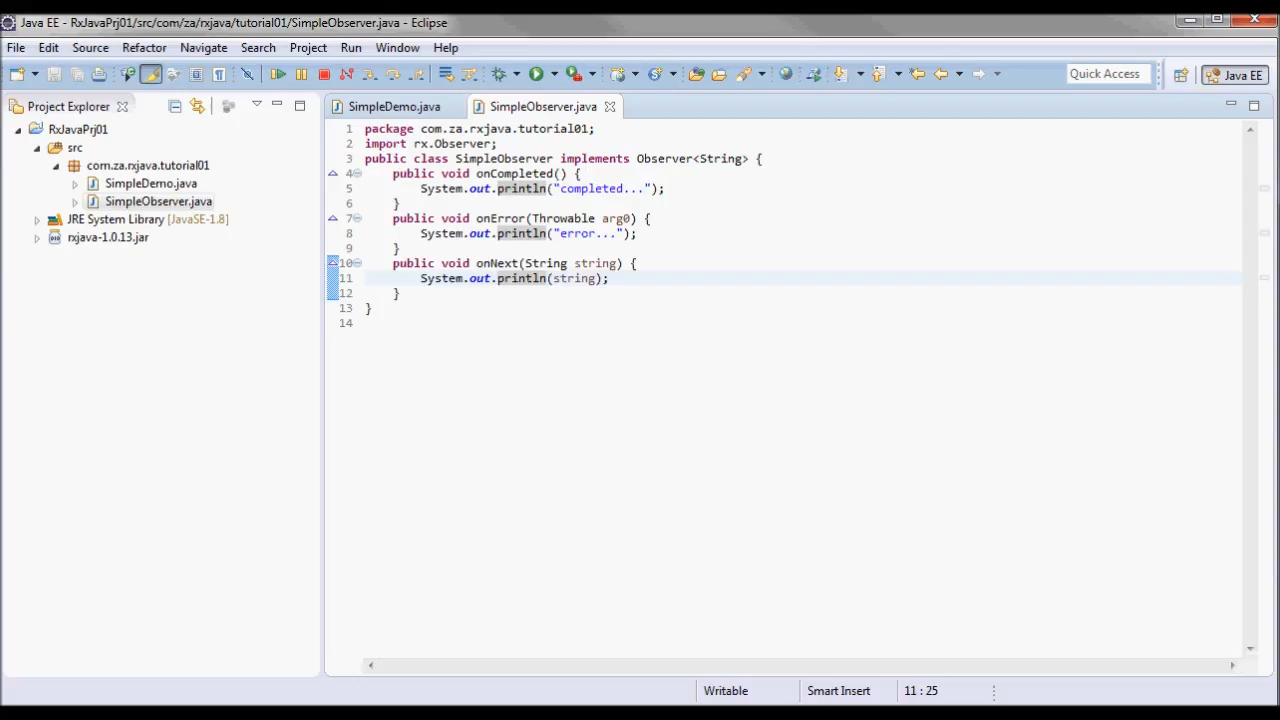 Java EE - RxJavaPrj01/src/com/za/rxjava/tutorial01/SimpleObserver.java - Eclipse
File Edit Source Refactor Navigate Search Project Run Window Help
Quick Access
Java EE
Project Explorer
RxJavaPrj01
src
com.za.rxjava.tutorial01
SimpleDemo.java
SimpleObserver.java
JRE System Library [JavaSE-1.8]
rxjava-1.0.13.jar
SimpleDemo.java SimpleObserver.java
1 package com.za.rxjava.tutorial01;
2 import rx.Observer;
3 public class SimpleObserver implements Observer<String> {
4 public void onCompleted() {
5 System.out.println("completed...");
6 }
7 public void onError(Throwable arg0) {
8 System.out.println("error...");
9 }
10 public void onNext(String string) {
11 System.out.println(string);
12 }
13 }
14
Writable Smart Insert 11 : 25